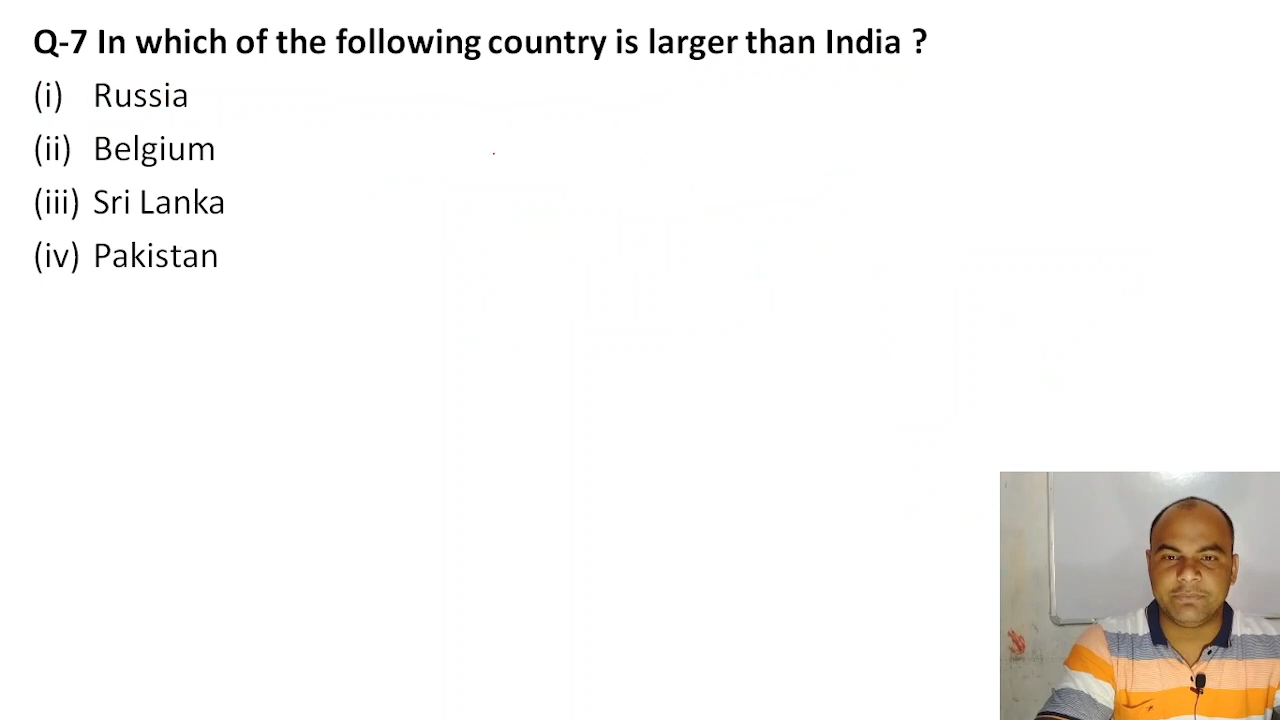 Q-7 In which of the following country is larger than India ?
(i) Russia
(ii) Belgium
(iii) Sri Lanka
(iv) Pakistan